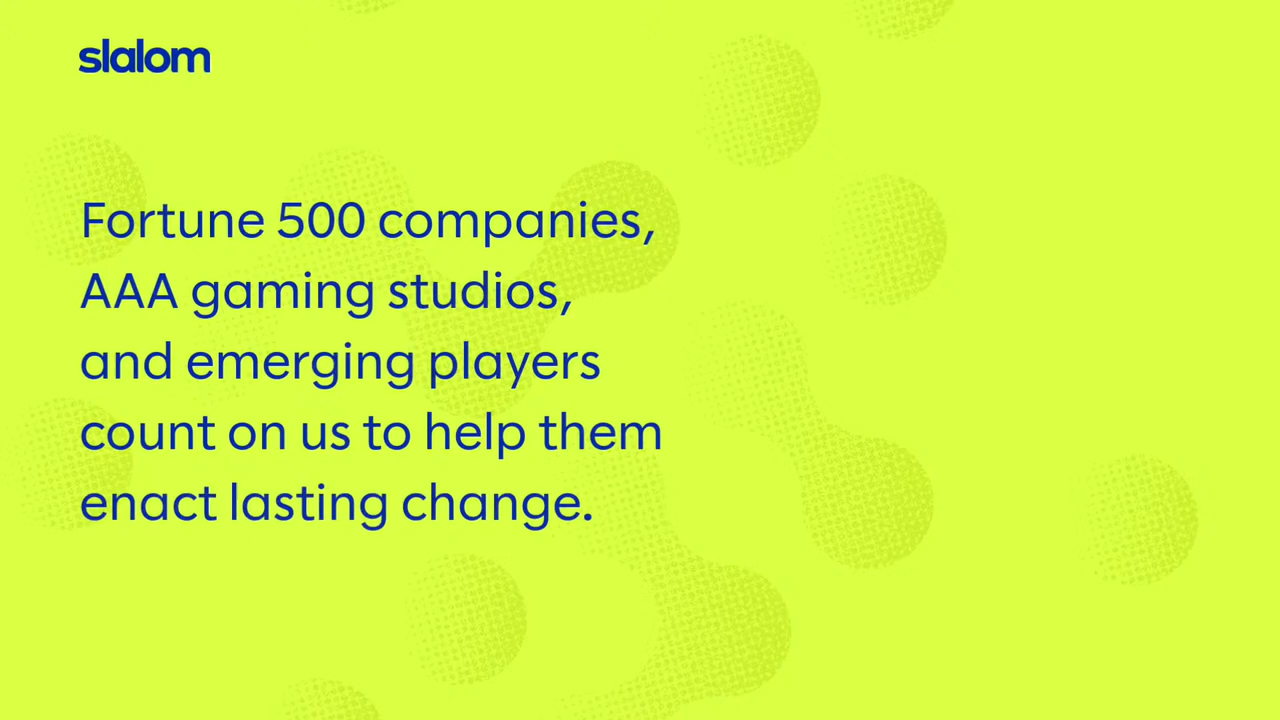 slalom
Fortune 500 companies,
AAA gaming studios,
and emerging players
count on us to help them
enact lasting change.